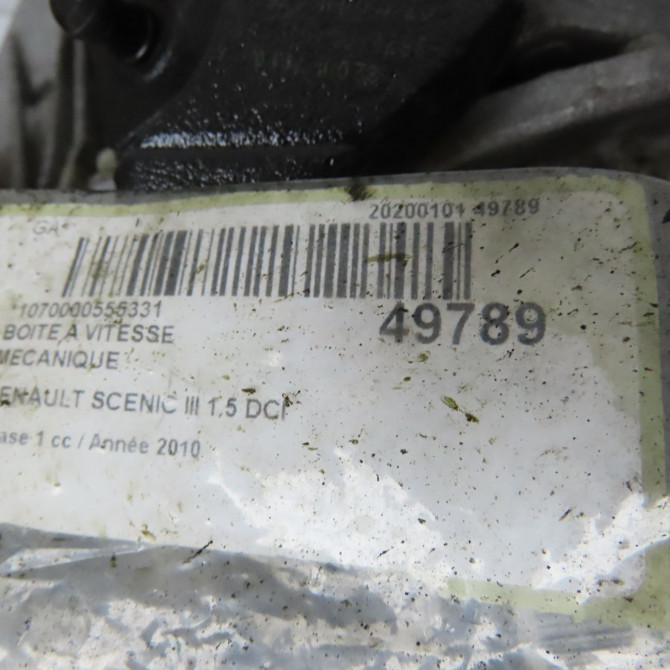 20200101 49789
GA
1070000555331
49789
BOITE A VITESSE
MECANIQUE
ENAULT SCENIC III 1.5 DCI
ase 1 cc / Année 2010